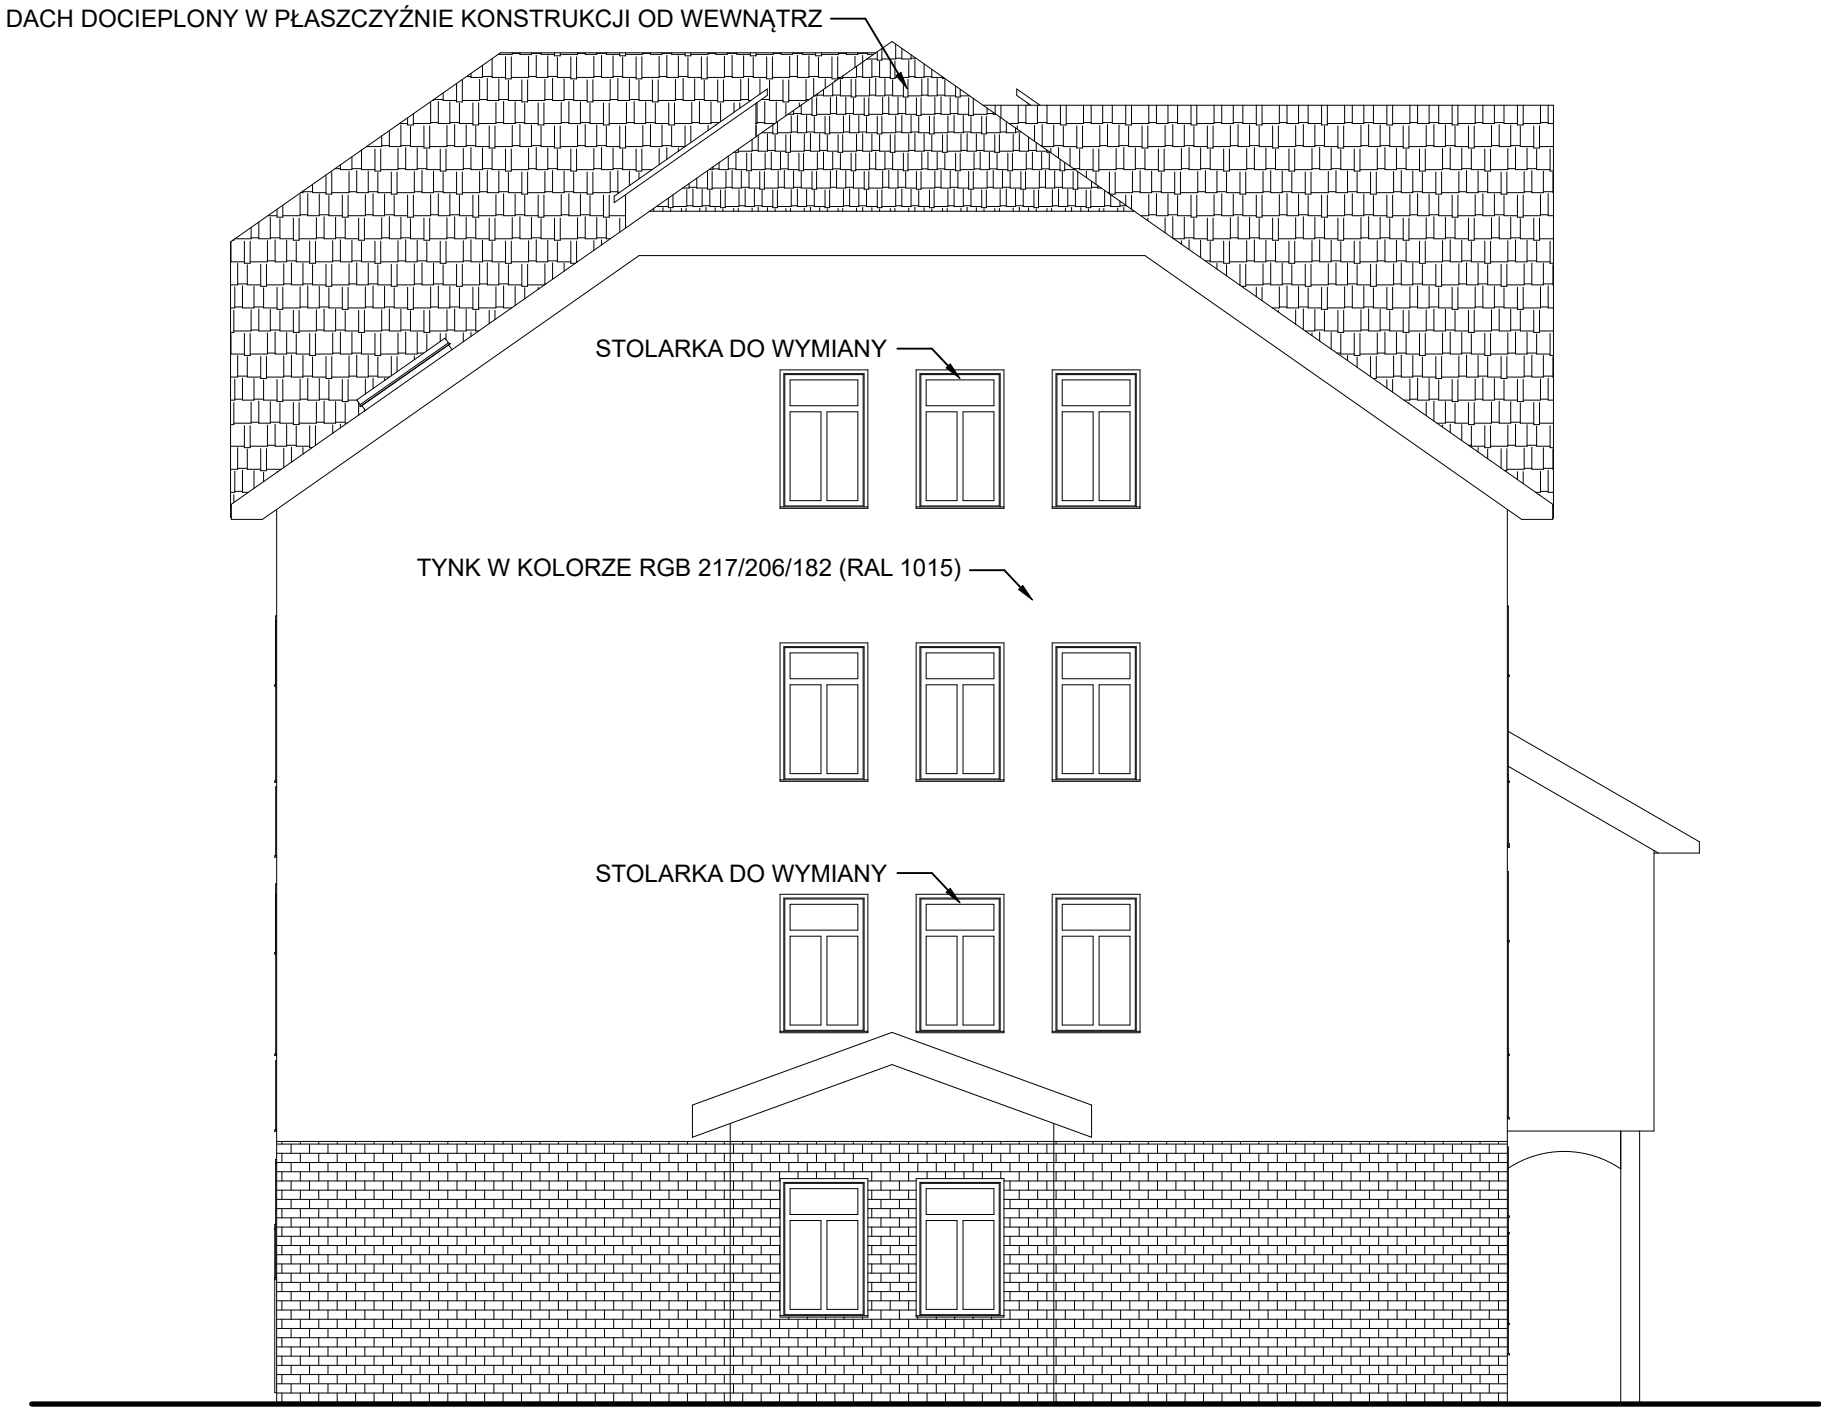 DACH DOCIEPLONY W PŁASZCZYŹNIE KONSTRUKCJI OD WEWNĄTRZ
STOLARKA DO WYMIANY
TYNK W KOLORZE RGB 217/206/182 (RAL 1015)
STOLARKA DO WYMIANY